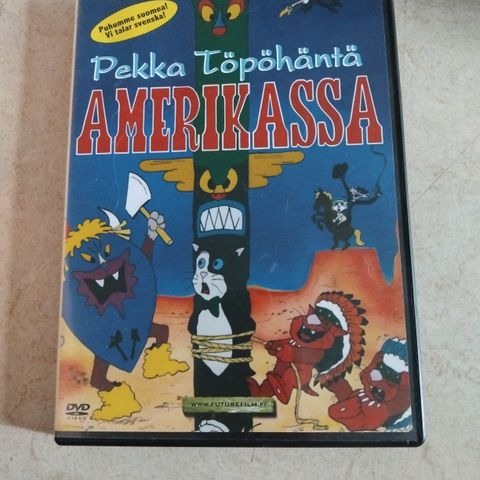 Puhumme suomea!
Vi talar svenska!
Pekka Töpöhäntä
AMERIKASSA
WWW.FUTUREFILM.FI
DVD
VIDEO